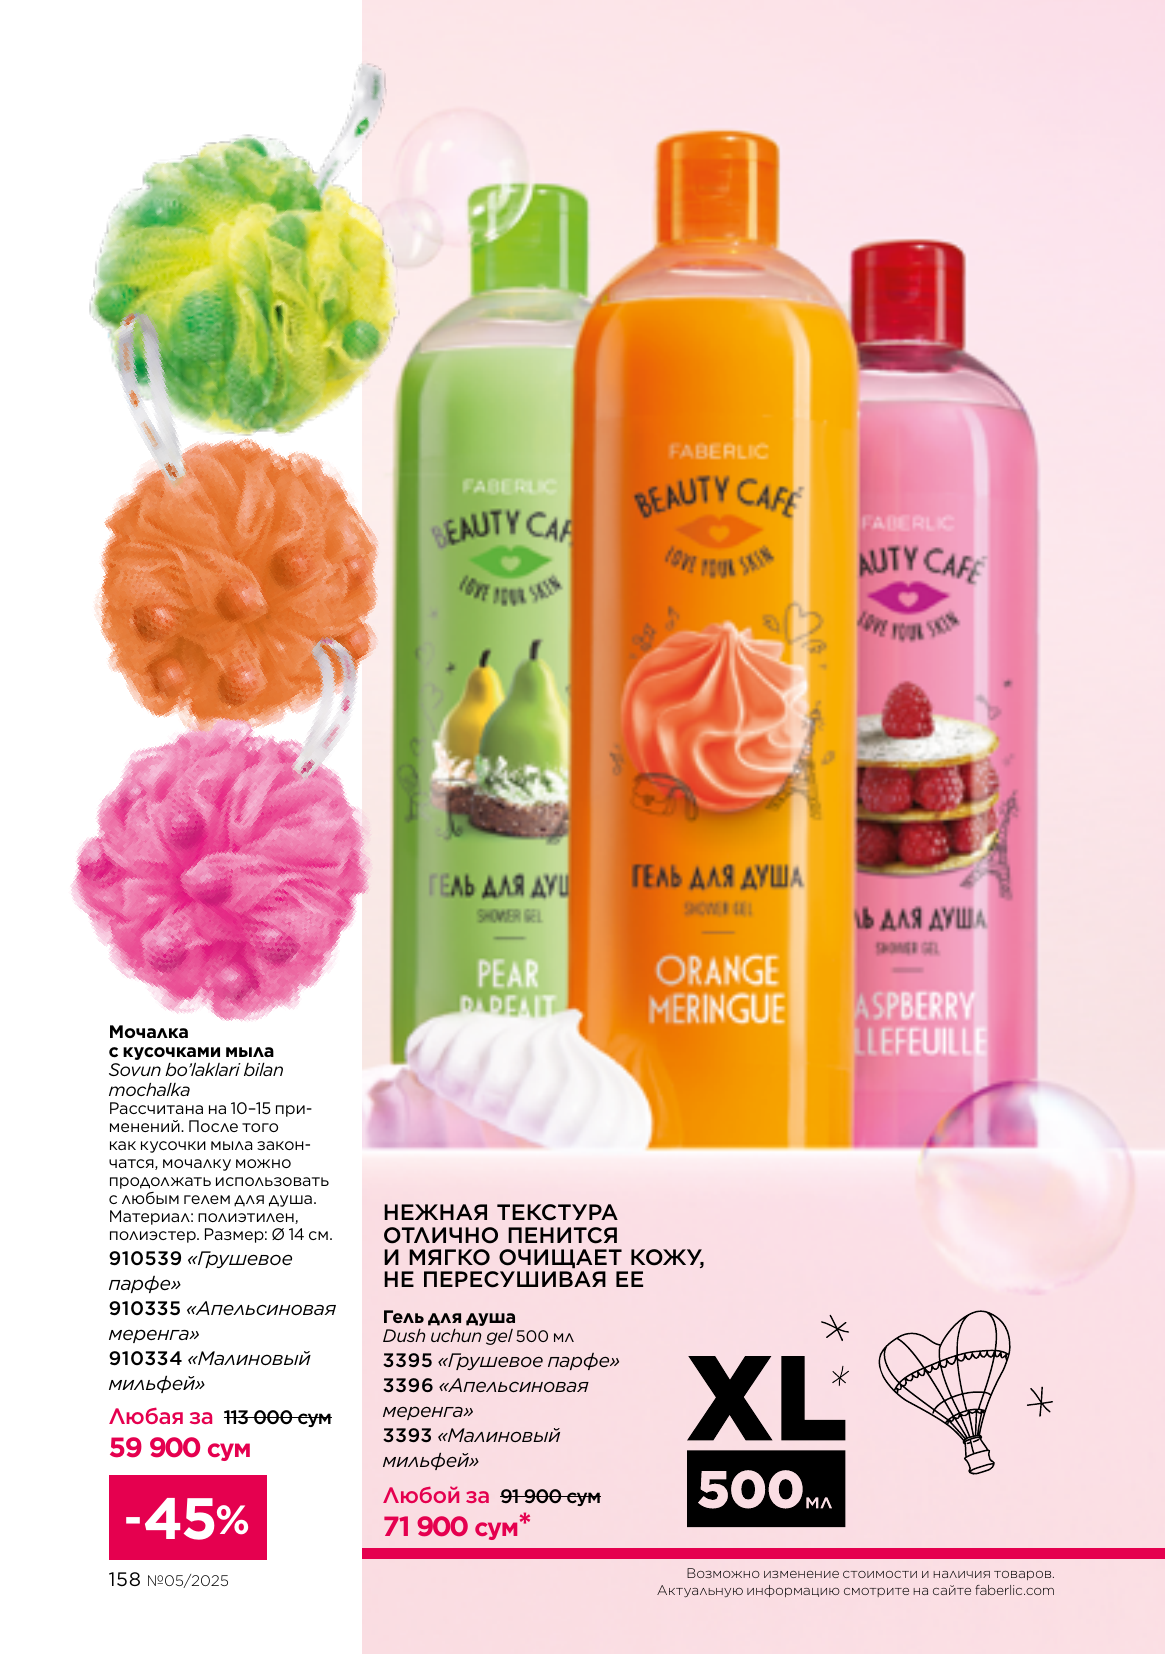 FABERLIC
BEAUTY CAF
LOVE YOUR SKIN
ГЕЛЬ ДЛЯ ДУШ
SHOWER GEL
PEAR
PARFAIT
FABERLIC
BEAUTY CAFÉ
LOVE YOUR SKIN
ГЕЛЬ ДЛЯ ДУША
SHOWER GEL
ORANGE
MERINGUE
FABERLIC
AUTY CAFÉ
LOVE YOUR SKIN
ЛЬ ДЛЯ ДУША
SHOWER GEL
ASPBERRY
LLEFEUILLE
Мочалка
с кусочками мыла
Sovun bo’laklari bilan
mochalka
Рассчитана на 10–15 при-
менений. После того
как кусочки мыла закон-
чатся, мочалку можно
продолжать использовать
с любым гелем для душа.
Материал: полиэтилен,
полиэстер. Размер: Ø 14 см.
910539 «Грушевое
парфе»
910335 «Апельсиновая
меренга»
910334 «Малиновый
мильфей»
Любая за 113 000 сум
59 900 сум
-45%
158 №05/2025
НЕЖНАЯ ТЕКСТУРА
ОТЛИЧНО ПЕНИТСЯ
И МЯГКО ОЧИЩАЕТ КОЖУ,
НЕ ПЕРЕСУШИВАЯ ЕЕ
Гель для душа
Dush uchun gel 500 мл
3395 «Грушевое парфе»
3396 «Апельсиновая
меренга»
3393 «Малиновый
мильфей»
Любой за 91 900 сум
71 900 сум*
XL
500 мл
Возможно изменение стоимости и наличия товаров.
Актуальную информацию смотрите на сайте faberlic.com